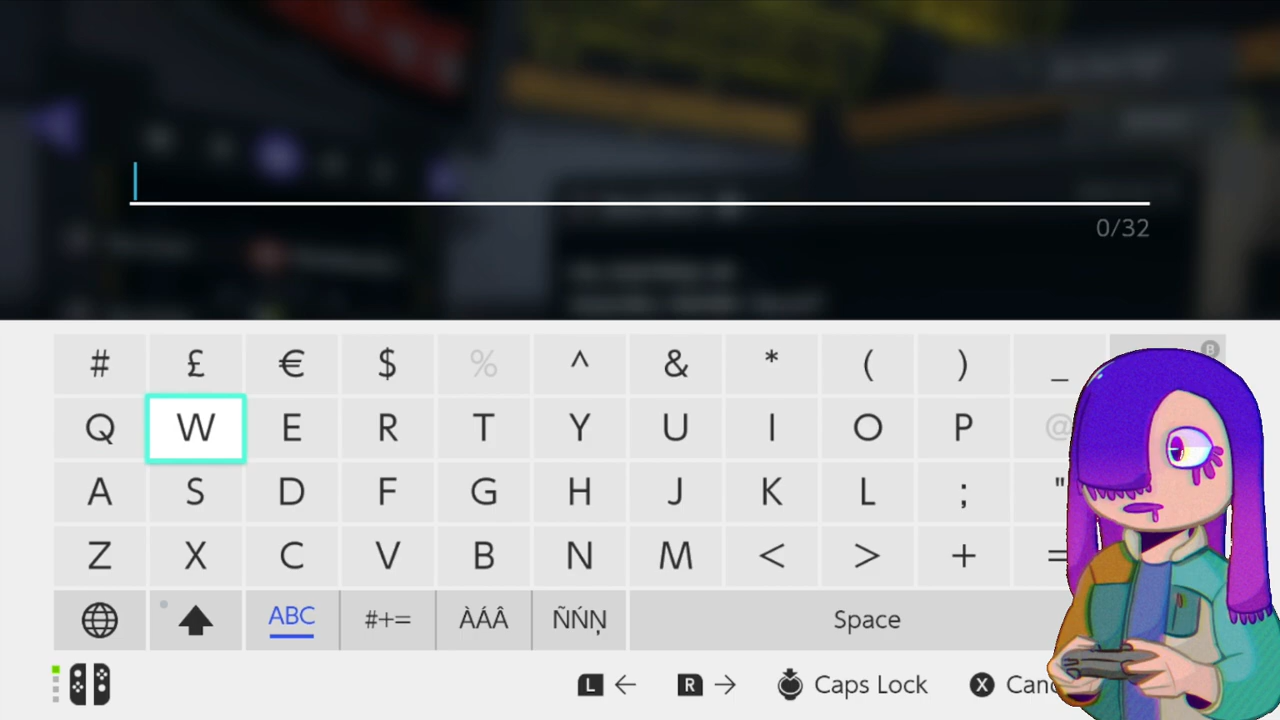 0/32
# £ € $ % ^ & * ( ) _ B
Q W E R T Y U I O P @
A S D F G H J K L ; "
Z X C V B N M < > + =
ABC #+= ÀÁÂ ÑŃŅ Space
L ← R → Caps Lock X